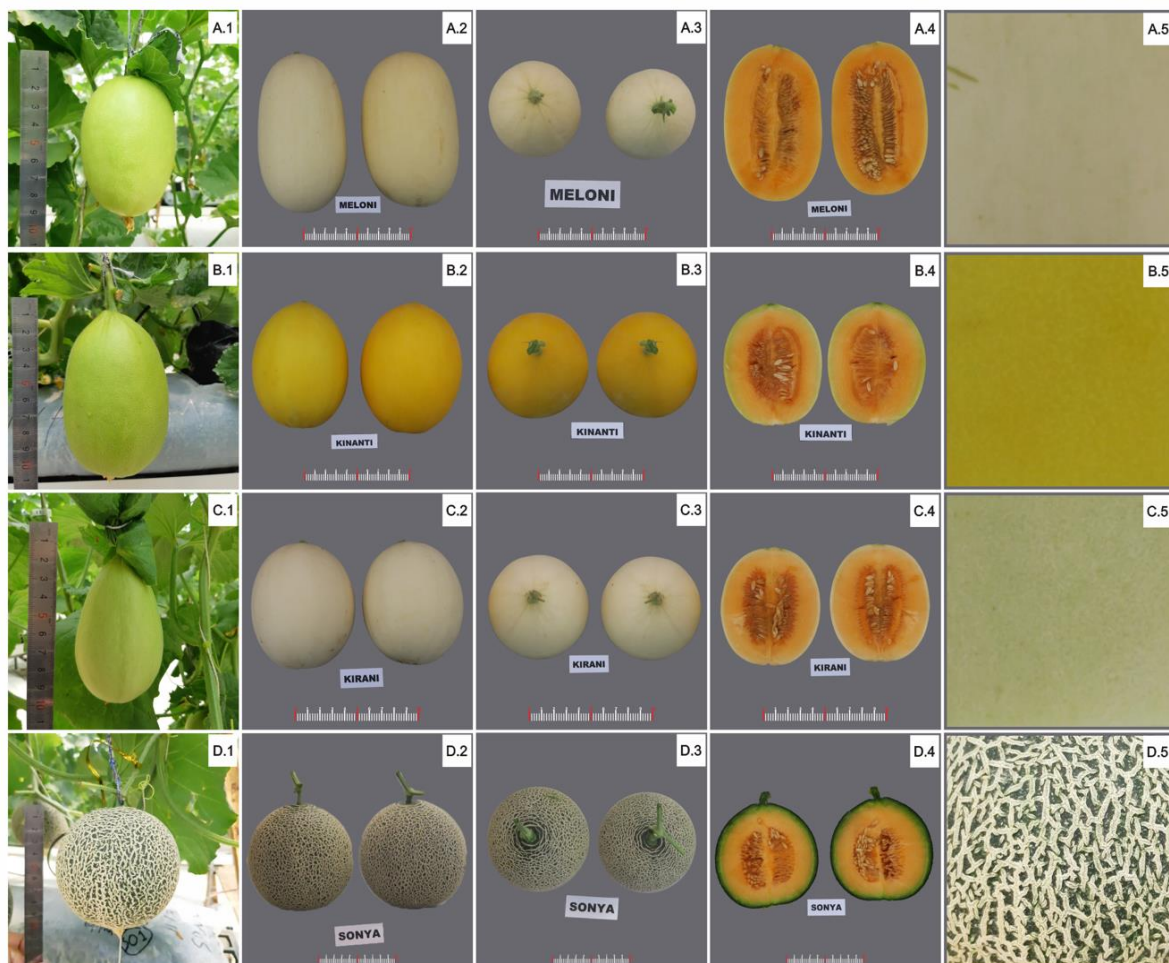 A.1
A.2
A.3
A.4
A.5
MELONI
MELONI
MELONI
B.1
B.2
B.3
B.4
B.5
KINANTI
KINANTI
KINANTI
C.1
C.2
C.3
C.4
C.5
KIRANI
KIRANI
KIRANI
D.1
D.2
D.3
D.4
D.5
SONYA
SONYA
SONYA